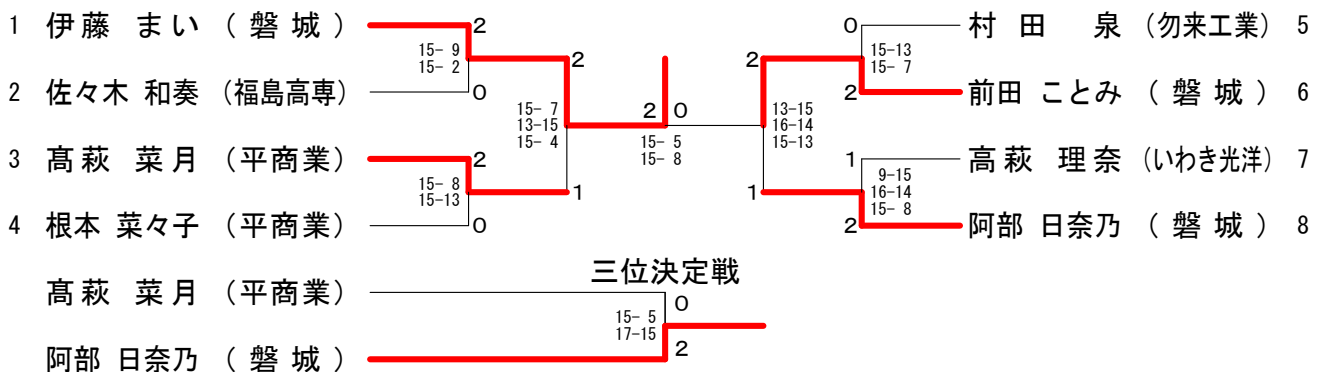 1 伊藤 まい （ 磐 城 ） 2
15- 9
15- 2
2 佐々木 和奏 （福島高専） 0
2
15- 7
13-15
15- 4
3 髙萩 菜月 （平商業） 2
15- 8
15-13
1
4 根本 菜々子 （平商業） 0
2 0
15- 5
15- 8
0 村田 泉 （勿来工業） 5
15-13
15- 7
2 前田 ことみ （ 磐 城 ） 6
2
13-15
16-14
15-13
1 高萩 理奈 （いわき光洋） 7
9-15
16-14
15- 8
1
2 阿部 日奈乃 （ 磐 城 ） 8
三位決定戦
髙萩 菜月 （平商業） 0
15- 5
17-15
阿部 日奈乃 （ 磐 城 ） 2